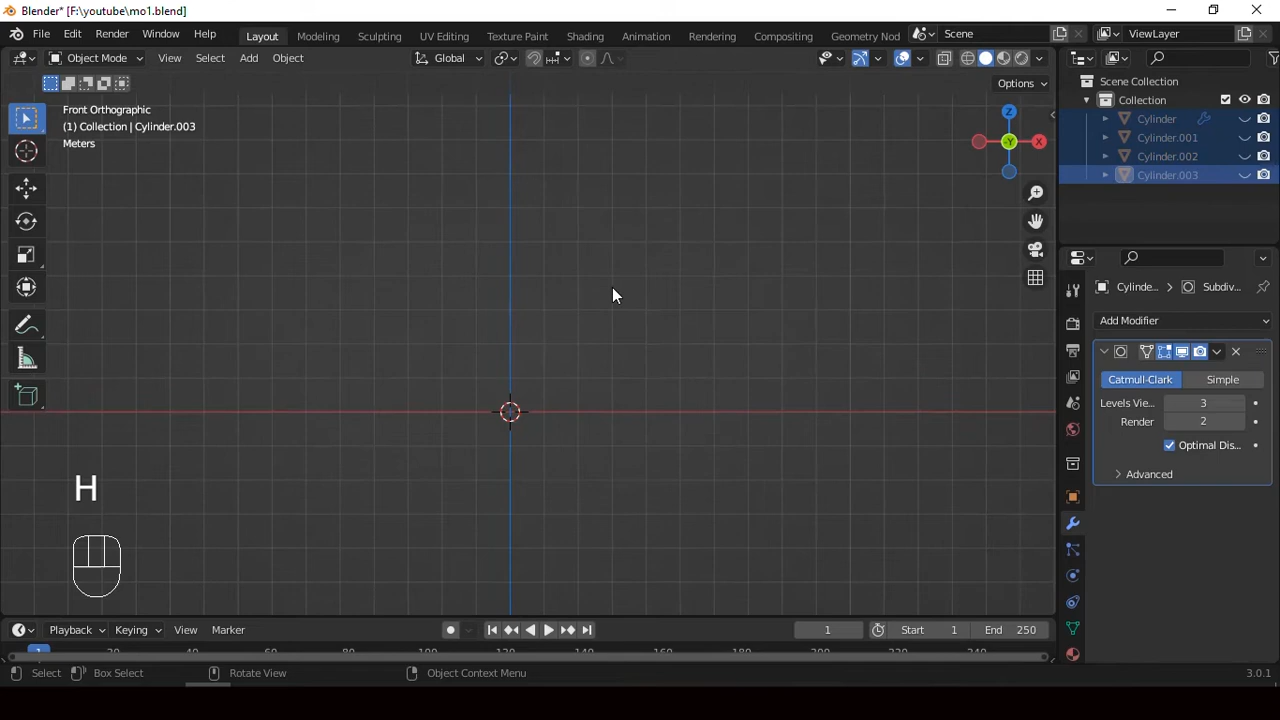 Blender* [F:\youtube\mo1.blend]
File Edit Render Window Help Layout Modeling Sculpting UV Editing Texture Paint Shading Animation Rendering Compositing Geometry Nod Scene ViewLayer
Object Mode View Select Add Object Global
Options
Front Orthographic
(1) Collection | Cylinder.003
Meters
Z
-Y
X
Scene Collection
Collection
Cylinder
Cylinder.001
Cylinder.002
Cylinder.003
Cylinde... > Subdiv...
Add Modifier
Catmull-Clark Simple
Levels Vie... 3
Render 2
Optimal Dis...
Advanced
H
Playback Keying View Marker 1 Start 1 End 250
Select Box Select Rotate View Object Context Menu 3.0.1